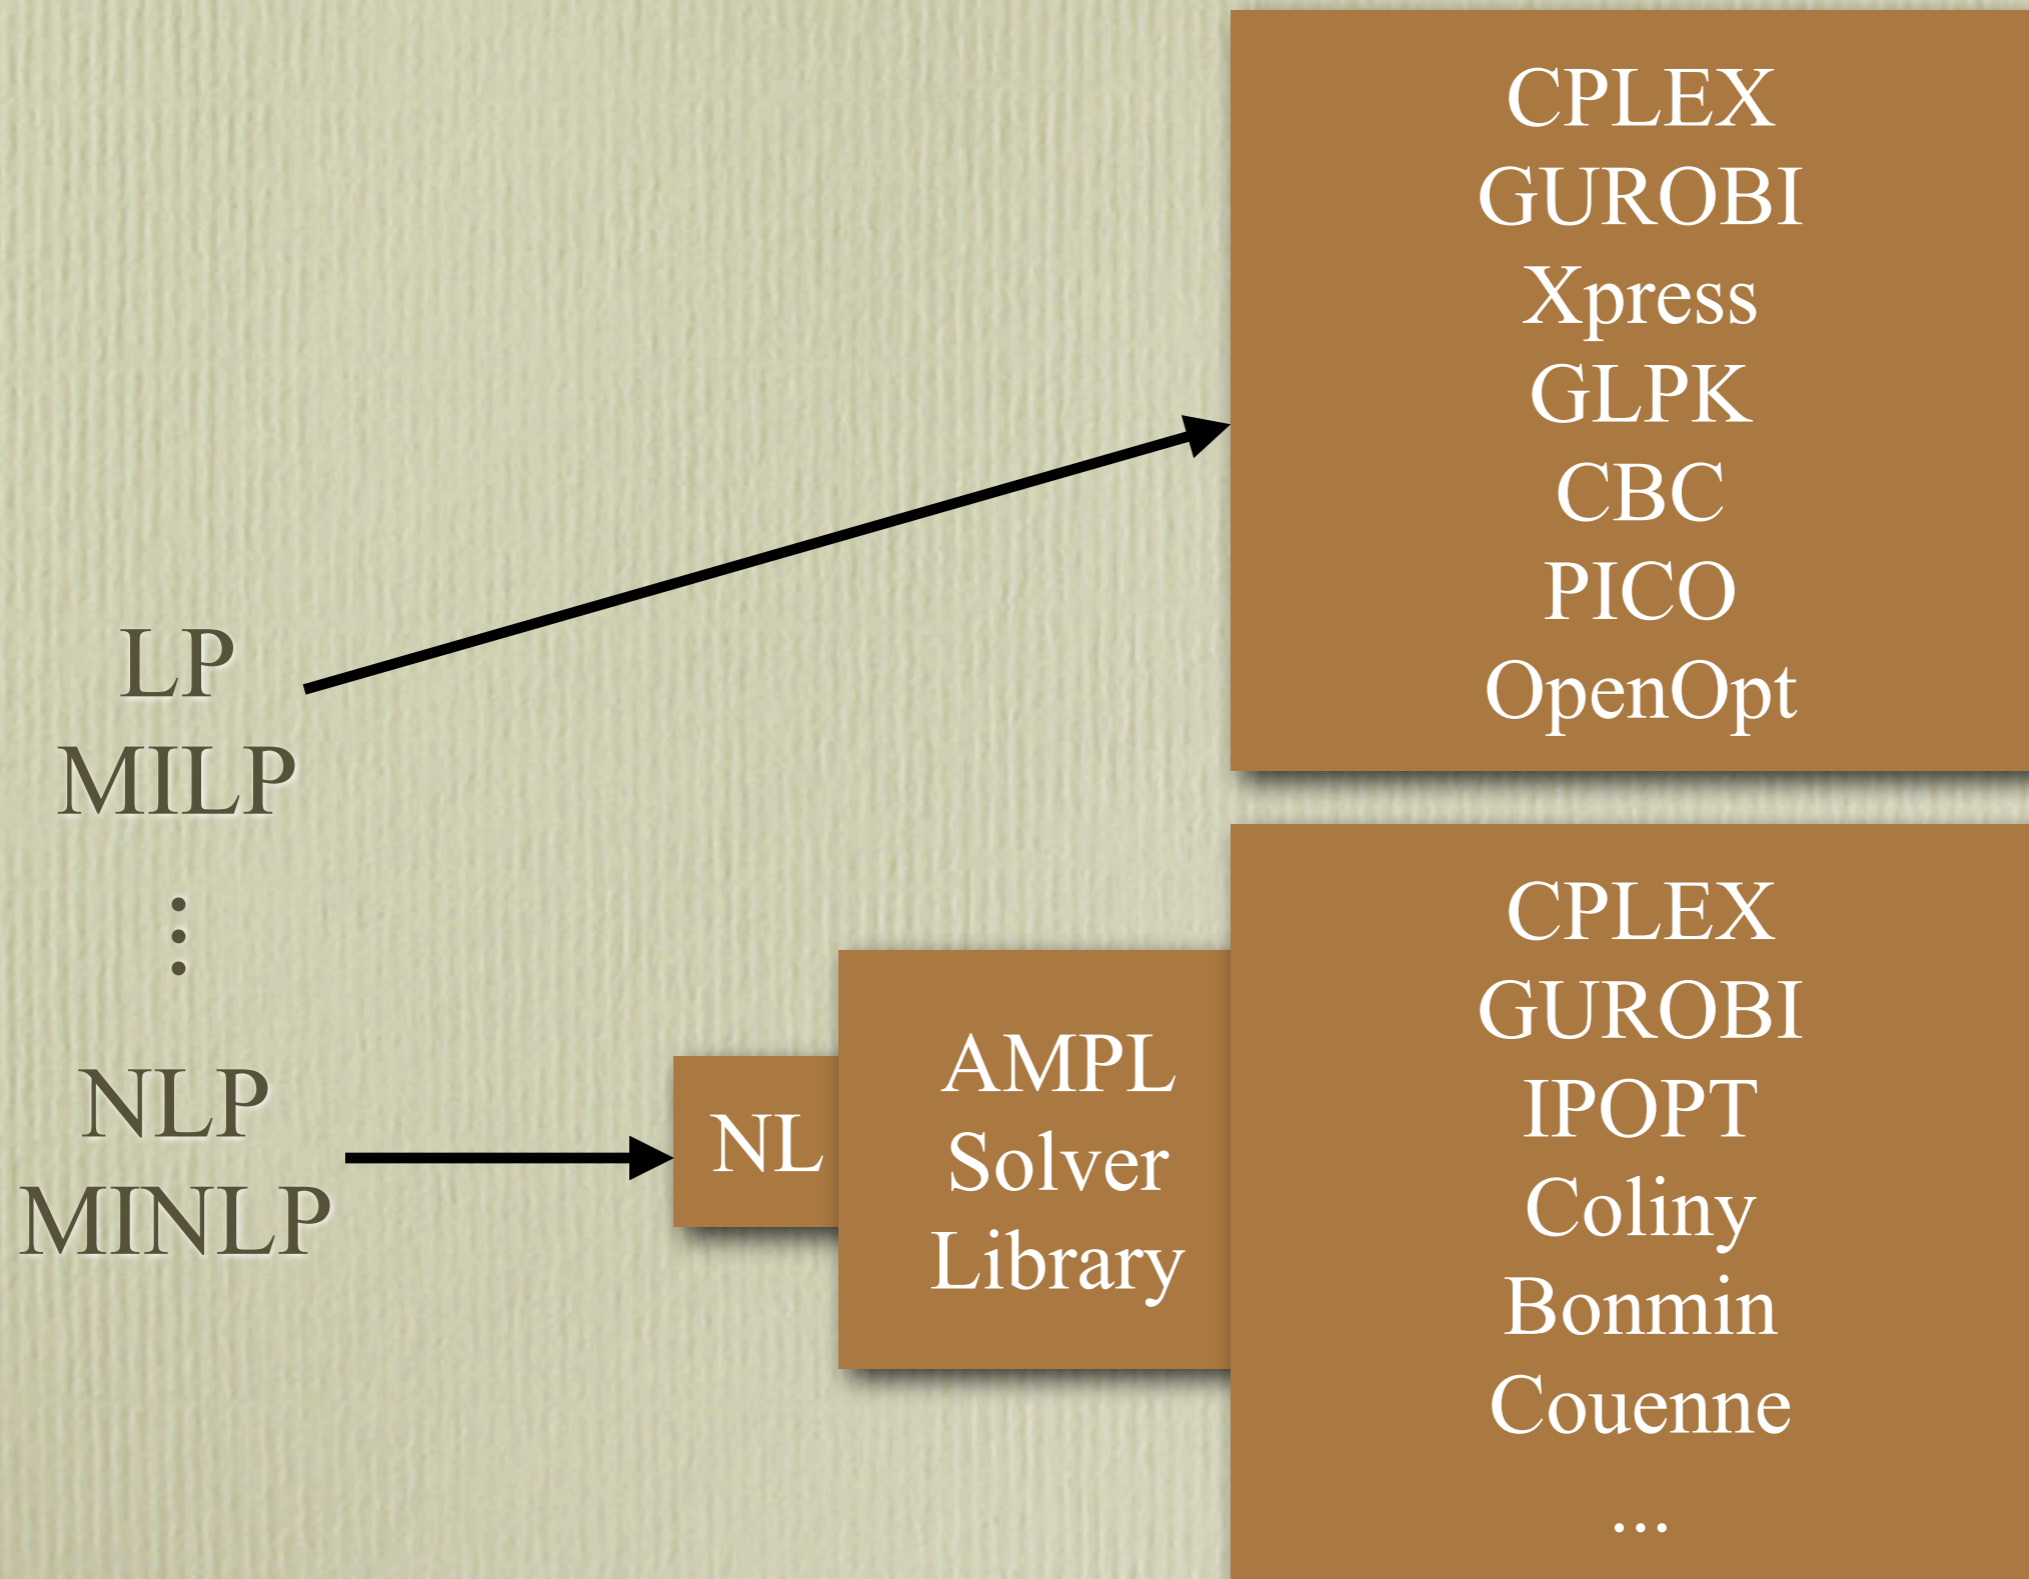 LP
MILP
⋮
NLP
MINLP
CPLEX
GUROBI
Xpress
GLPK
CBC
PICO
OpenOpt
NL
AMPL
Solver
Library
CPLEX
GUROBI
IPOPT
Coliny
Bonmin
Couenne
...